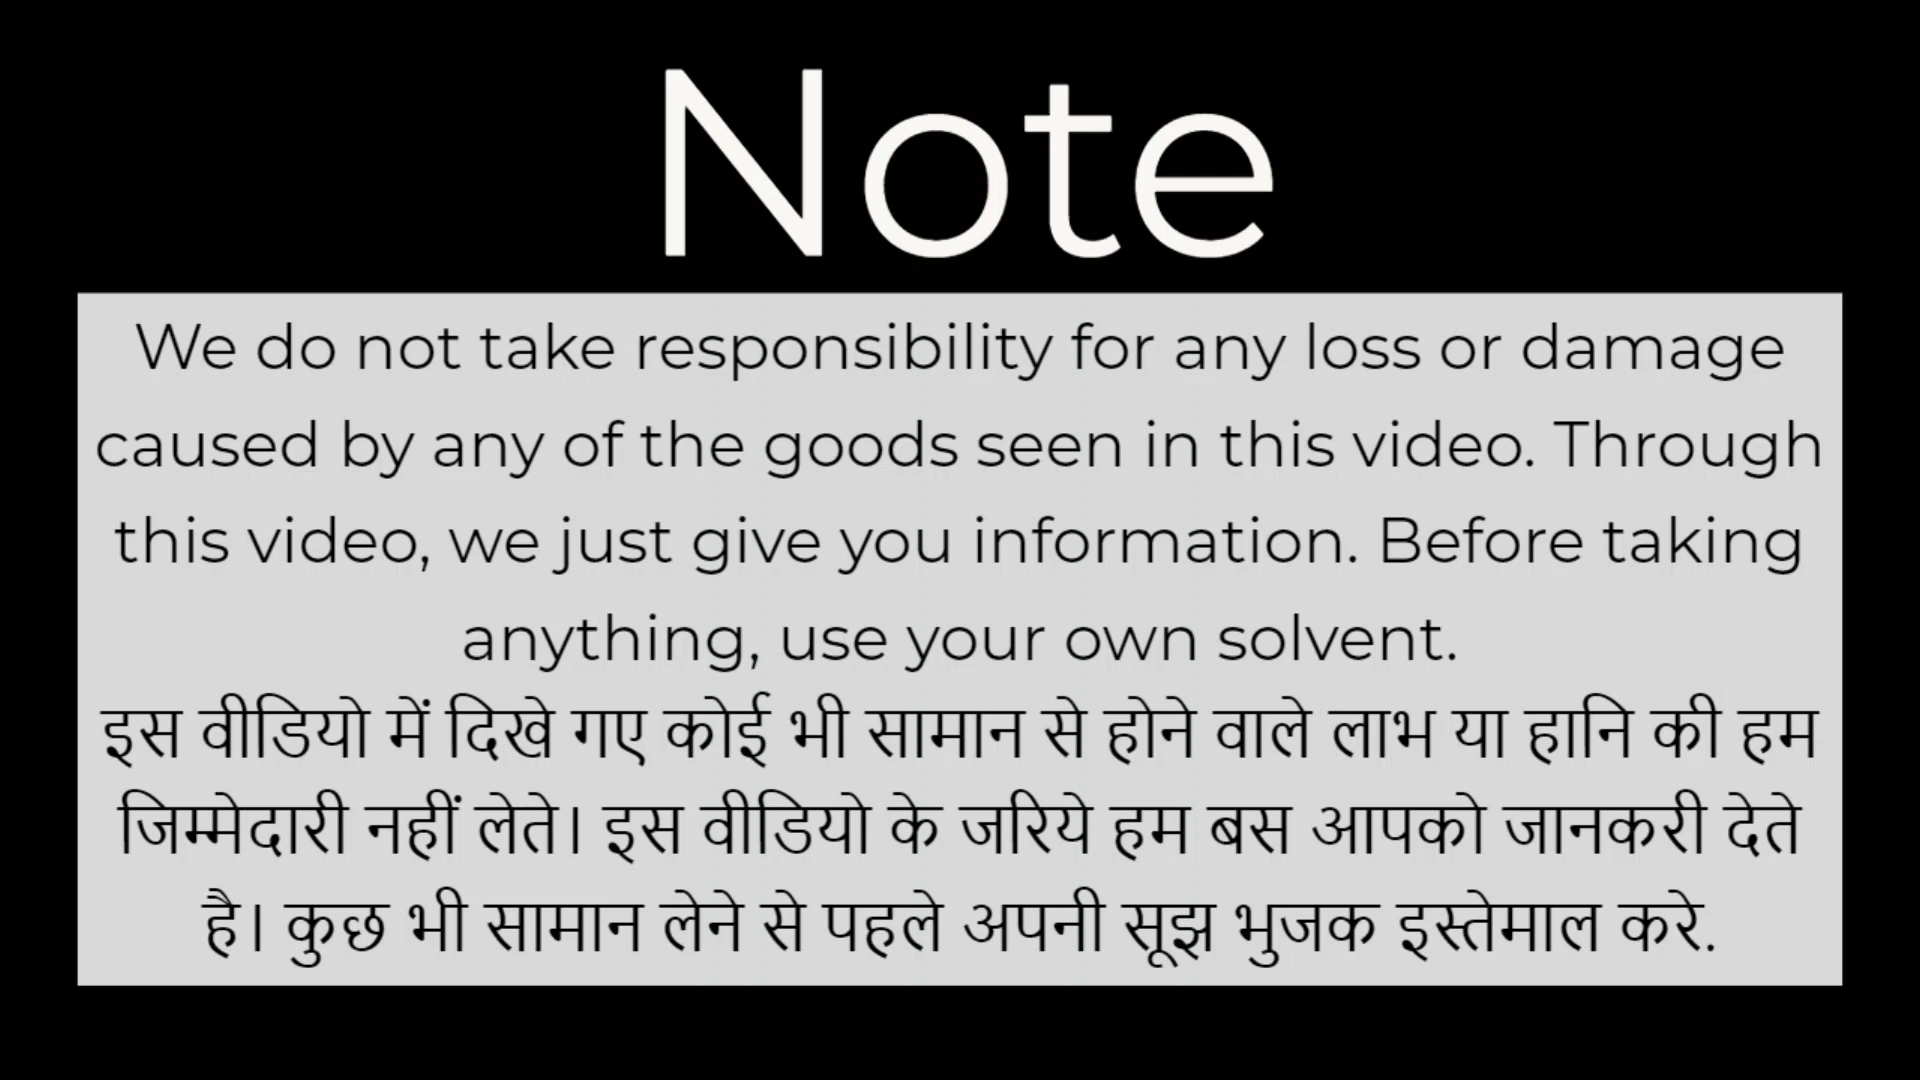 Note
We do not take responsibility for any loss or damage
caused by any of the goods seen in this video. Through
this video, we just give you information. Before taking
anything, use your own solvent.
इस वीडियो में दिखे गए कोई भी सामान से होने वाले लाभ या हानि की हम
जिम्मेदारी नहीं लेते। इस वीडियो के जरिये हम बस आपको जानकरी देते
है। कुछ भी सामान लेने से पहले अपनी सूझ भुजक इस्तेमाल करे.